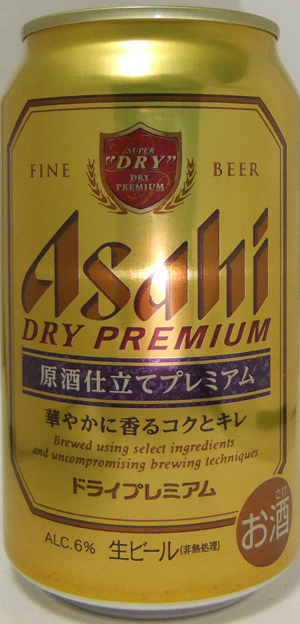 SUPER
"DRY"
DRY
PREMIUM
FINE BEER
Asahi
DRY PREMIUM
原酒仕立てプレミアム
華やかに香るコクとキレ
Brewed using select ingredients
and uncompromising brewing techniques
ドライプレミアム
さけ
お酒
ALC.6% 生ビール(非熱処理)